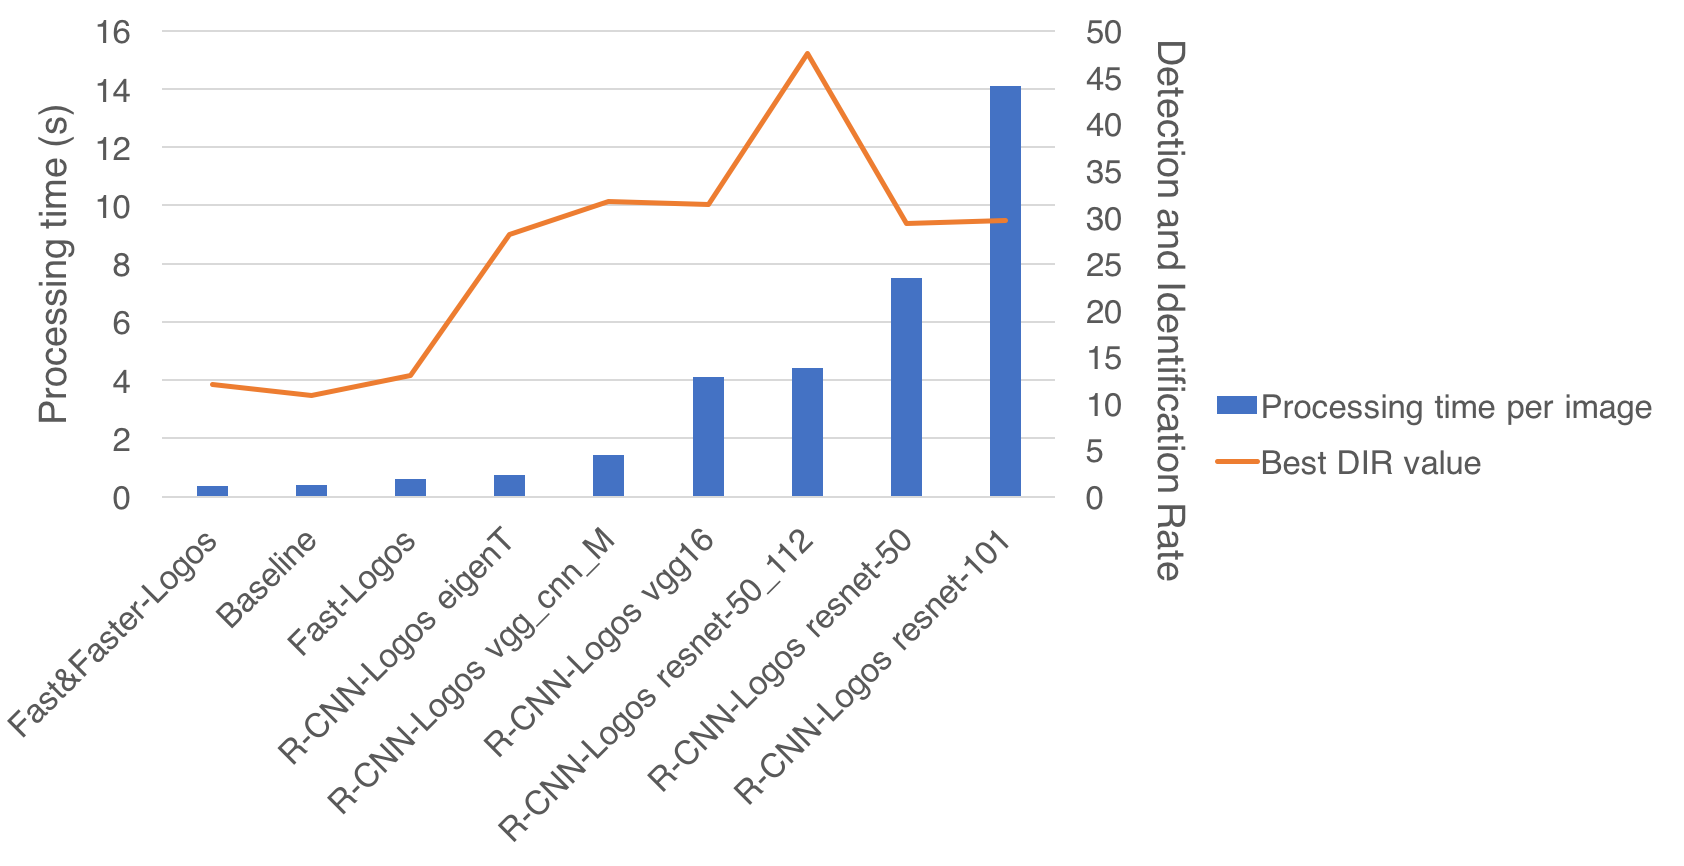 Processing time (s)
16
14
12
10
8
6
4
2
0
50
45
40
35
30
25
20
15
10
5
0
Detection and Identification Rate
Fast&Faster-Logos
Baseline
Fast-Logos
R-CNN-Logos eigenT
R-CNN-Logos vgg_cnn_M
R-CNN-Logos vgg16
R-CNN-Logos resnet-50_112
R-CNN-Logos resnet-50
R-CNN-Logos resnet-101
Processing time per image
Best DIR value